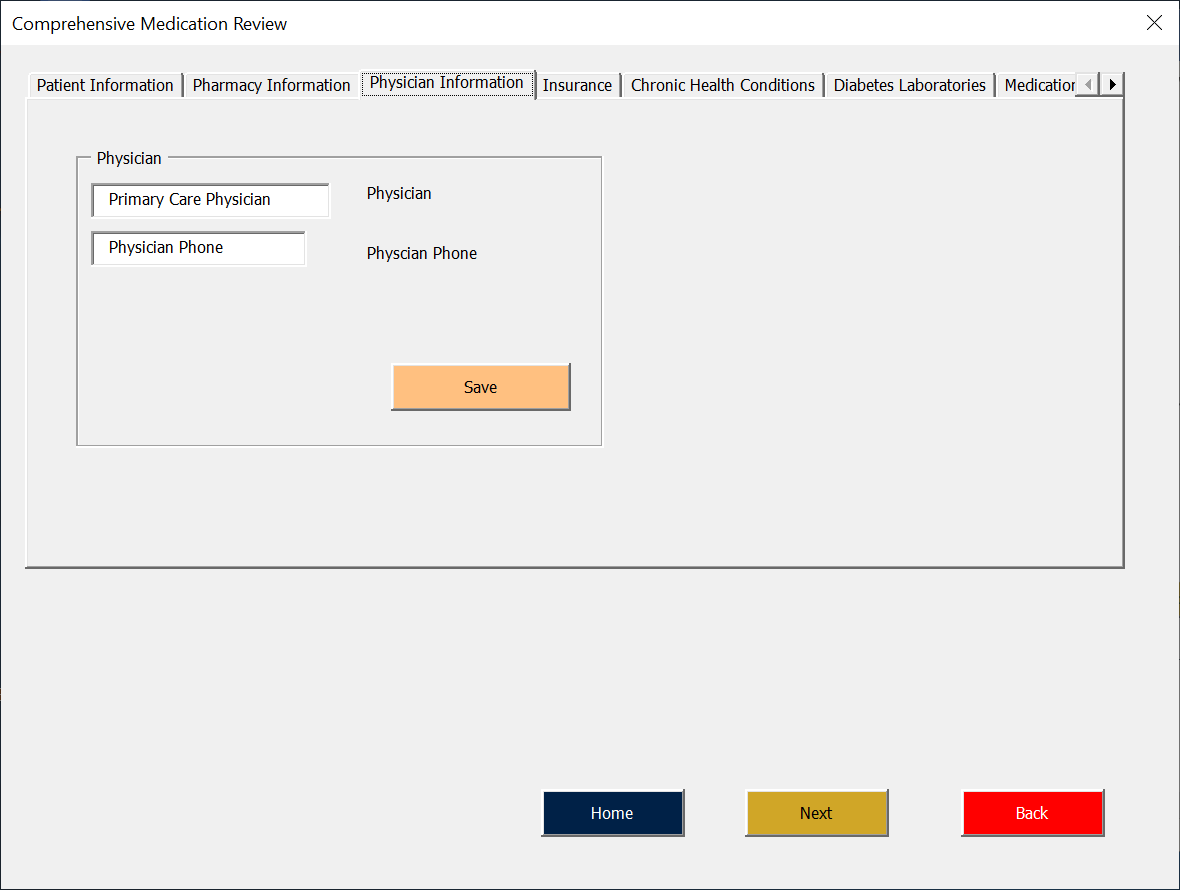 Comprehensive Medication Review
Patient Information Pharmacy Information Physician Information Insurance Chronic Health Conditions Diabetes Laboratories Medication
Physician
Primary Care Physician Physician
Physician Phone Physcian Phone
Save
Home Next Back